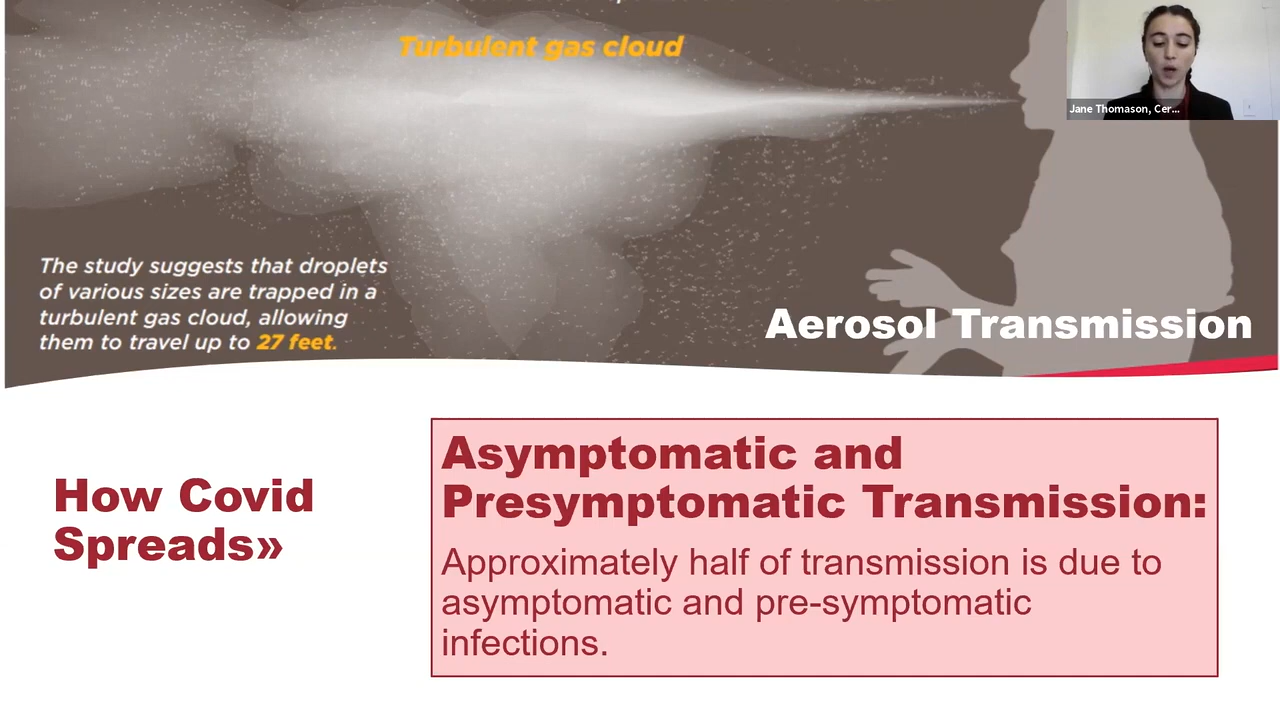 Turbulent gas cloud
Jane Thomason, Cer...
The study suggests that droplets
of various sizes are trapped in a
turbulent gas cloud, allowing
them to travel up to 27 feet.
Aerosol Transmission
How Covid
Spreads»
Asymptomatic and
Presymptomatic Transmission:
Approximately half of transmission is due to
asymptomatic and pre-symptomatic
infections.